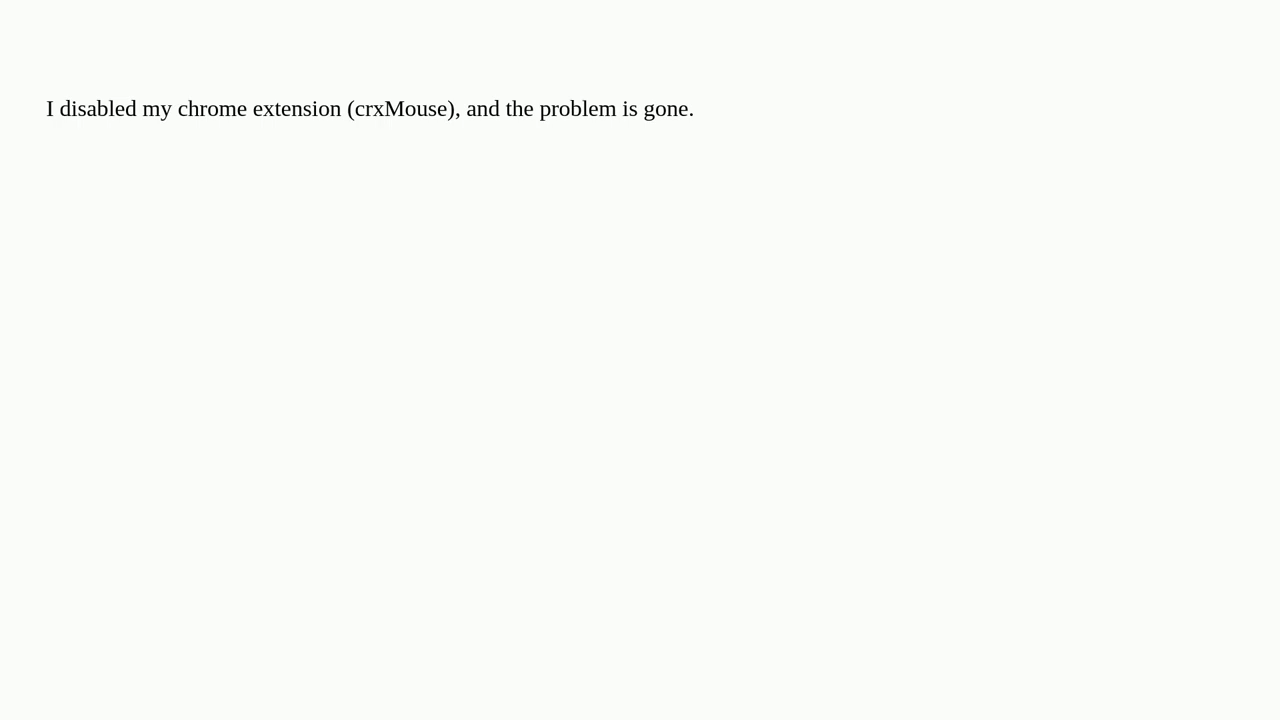 I disabled my chrome extension (crxMouse), and the problem is gone.